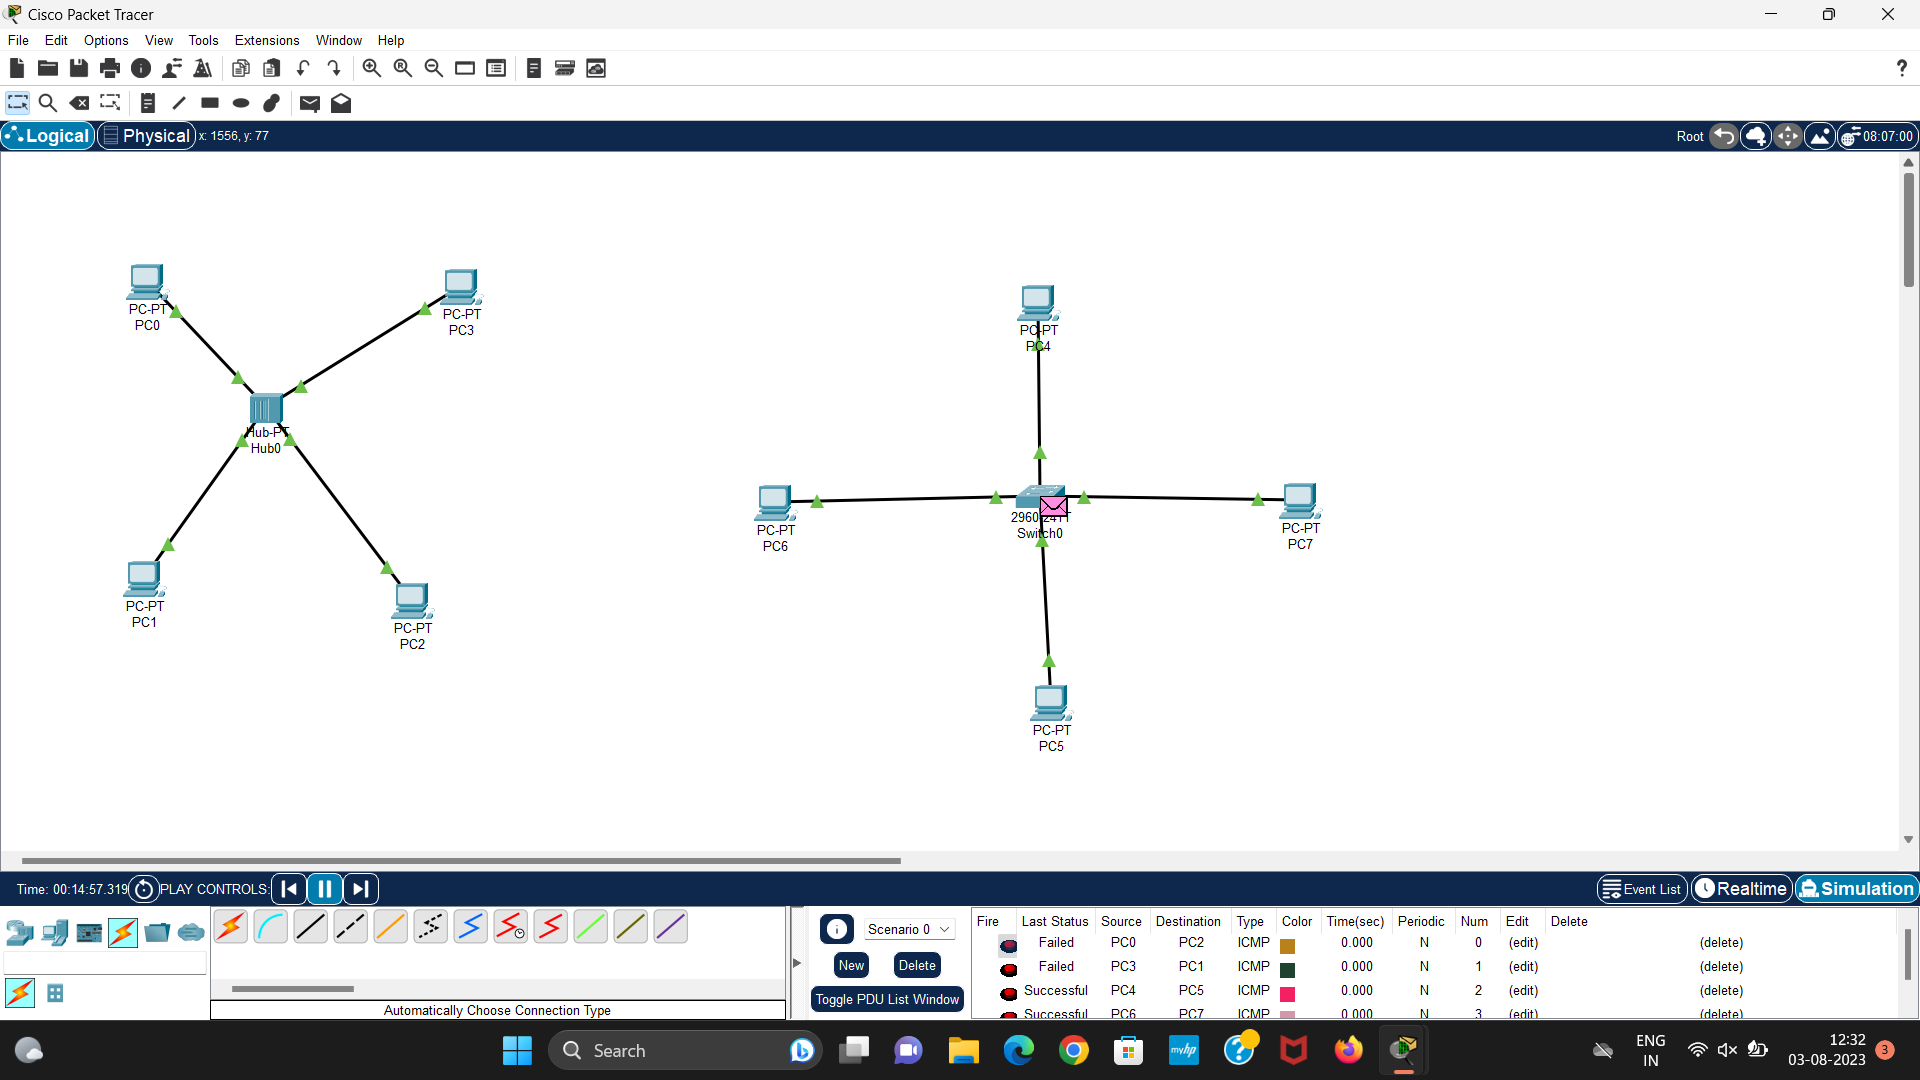 Cisco Packet Tracer
File Edit Options View Tools Extensions Window Help
?
Logical Physical x: 1556, y: 77 Root 08:07:00
PC-PT
PC0
PC-PT
PC3
Hub-PT
Hub0
PC-PT
PC1
PC-PT
PC2
PC-PT
PC4
PC-PT
PC6
2960-24TT
Switch0
PC-PT
PC7
PC-PT
PC5
Time: 00:14:57.319 PLAY CONTROLS: Event List Realtime Simulation
Scenario 0
New Delete
Toggle PDU List Window
Automatically Choose Connection Type
Fire Last Status Source Destination Type Color Time(sec) Periodic Num Edit Delete
Failed PC0 PC2 ICMP 0.000 N 0 (edit) (delete)
Failed PC3 PC1 ICMP 0.000 N 1 (edit) (delete)
Successful PC4 PC5 ICMP 0.000 N 2 (edit) (delete)
Successful PC6 PC7 ICMP 0.000 N 3 (edit) (delete)
Search
myhp
?
ENG
IN
12:32
03-08-2023
3